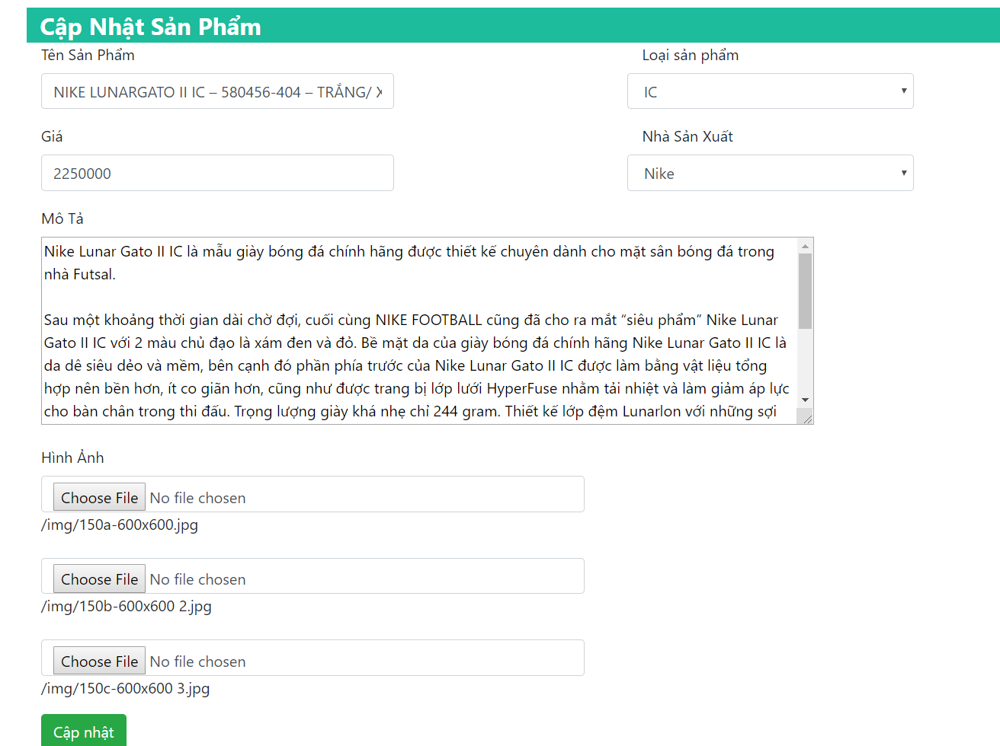 Cập Nhật Sản Phẩm
Tên Sản Phẩm
Loại sản phẩm
NIKE LUNARGATO II IC – 580456-404 – TRẮNG/ X
IC
Giá
Nhà Sản Xuất
2250000
Nike
Mô Tả
Nike Lunar Gato II IC là mẫu giày bóng đá chính hãng được thiết kế chuyên dành cho mặt sân bóng đá trong
nhà Futsal.
Sau một khoảng thời gian dài chờ đợi, cuối cùng NIKE FOOTBALL cũng đã cho ra mắt “siêu phẩm” Nike Lunar
Gato II IC với 2 màu chủ đạo là xám đen và đỏ. Bề mặt da của giày bóng đá chính hãng Nike Lunar Gato II IC là
da dê siêu dẻo và mềm, bên cạnh đó phần phía trước của Nike Lunar Gato II IC được làm bằng vật liệu tổng
hợp nên bền hơn, ít co giãn hơn, cũng như được trang bị lớp lưới HyperFuse nhằm tải nhiệt và làm giảm áp lực
cho bàn chân trong thi đấu. Trọng lượng giày khá nhẹ chỉ 244 gram. Thiết kế lớp đệm Lunarlon với những sợi
Hình Ảnh
Choose File No file chosen
/img/150a-600x600.jpg
Choose File No file chosen
/img/150b-600x600 2.jpg
Choose File No file chosen
/img/150c-600x600 3.jpg
Cập nhật